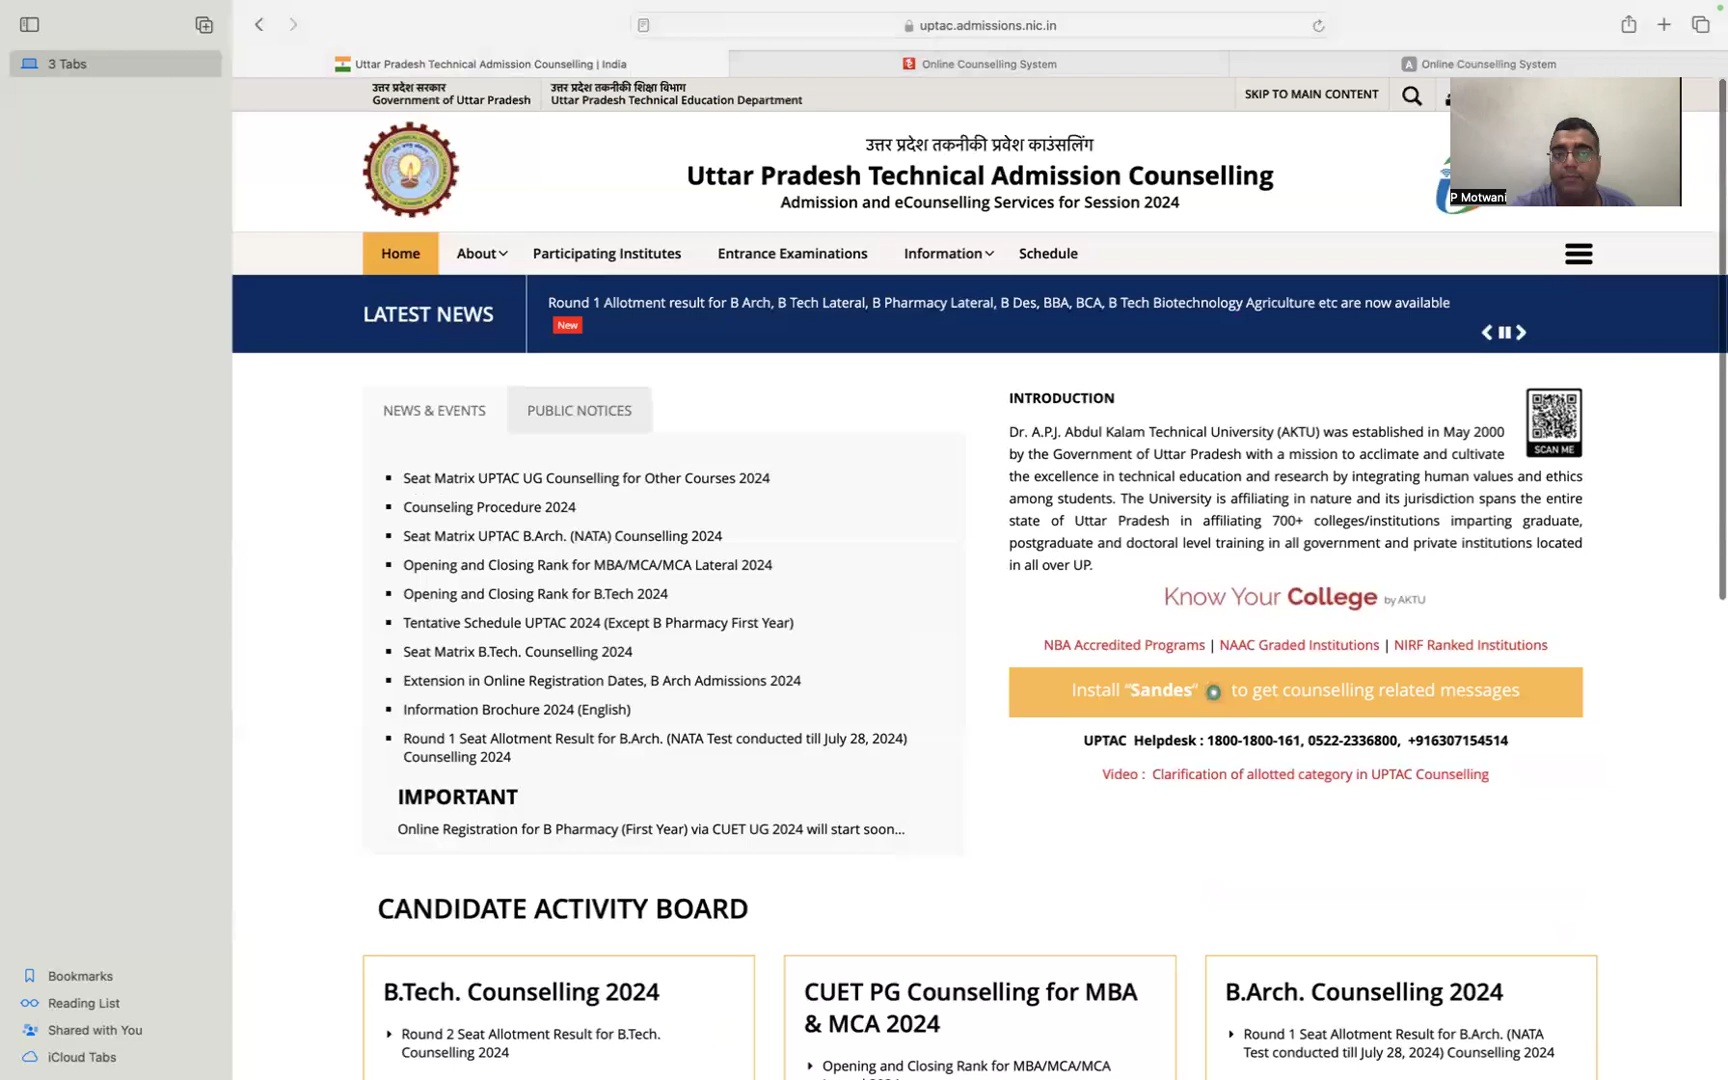 uptac.admissions.nic.in
3 Tabs
Uttar Pradesh Technical Admission Counselling | India
Online Counselling System
Online Counselling System
उत्तर प्रदेश सरकार
Government of Uttar Pradesh
उत्तर प्रदेश तकनीकी शिक्षा विभाग
Uttar Pradesh Technical Education Department
SKIP TO MAIN CONTENT
उत्तर प्रदेश तकनीकी प्रवेश काउंसलिंग
Uttar Pradesh Technical Admission Counselling
Admission and eCounselling Services for Session 2024
P Motwani
Home
About
Participating Institutes
Entrance Examinations
Information
Schedule
LATEST NEWS
Round 1 Allotment result for B Arch, B Tech Lateral, B Pharmacy Lateral, B Des, BBA, BCA, B Tech Biotechnology Agriculture etc are now available
New
NEWS & EVENTS
PUBLIC NOTICES
Seat Matrix UPTAC UG Counselling for Other Courses 2024
Counseling Procedure 2024
Seat Matrix UPTAC B.Arch. (NATA) Counselling 2024
Opening and Closing Rank for MBA/MCA/MCA Lateral 2024
Opening and Closing Rank for B.Tech 2024
Tentative Schedule UPTAC 2024 (Except B Pharmacy First Year)
Seat Matrix B.Tech. Counselling 2024
Extension in Online Registration Dates, B Arch Admissions 2024
Information Brochure 2024 (English)
Round 1 Seat Allotment Result for B.Arch. (NATA Test conducted till July 28, 2024)
Counselling 2024
IMPORTANT
Online Registration for B Pharmacy (First Year) via CUET UG 2024 will start soon...
INTRODUCTION
Dr. A.P.J. Abdul Kalam Technical University (AKTU) was established in May 2000
by the Government of Uttar Pradesh with a mission to acclimate and cultivate
the excellence in technical education and research by integrating human values and ethics
among students. The University is affiliating in nature and its jurisdiction spans the entire
state of Uttar Pradesh in affiliating 700+ colleges/institutions imparting graduate,
postgraduate and doctoral level training in all government and private institutions located
in all over UP.
SCAN ME
Know Your College by AKTU
NBA Accredited Programs | NAAC Graded Institutions | NIRF Ranked Institutions
Install “Sandes“ to get counselling related messages
UPTAC Helpdesk : 1800-1800-161, 0522-2336800, +916307154514
Video : Clarification of allotted category in UPTAC Counselling
CANDIDATE ACTIVITY BOARD
B.Tech. Counselling 2024
Round 2 Seat Allotment Result for B.Tech.
Counselling 2024
CUET PG Counselling for MBA
& MCA 2024
Opening and Closing Rank for MBA/MCA/MCA
B.Arch. Counselling 2024
Round 1 Seat Allotment Result for B.Arch. (NATA
Test conducted till July 28, 2024) Counselling 2024
Bookmarks
Reading List
Shared with You
iCloud Tabs